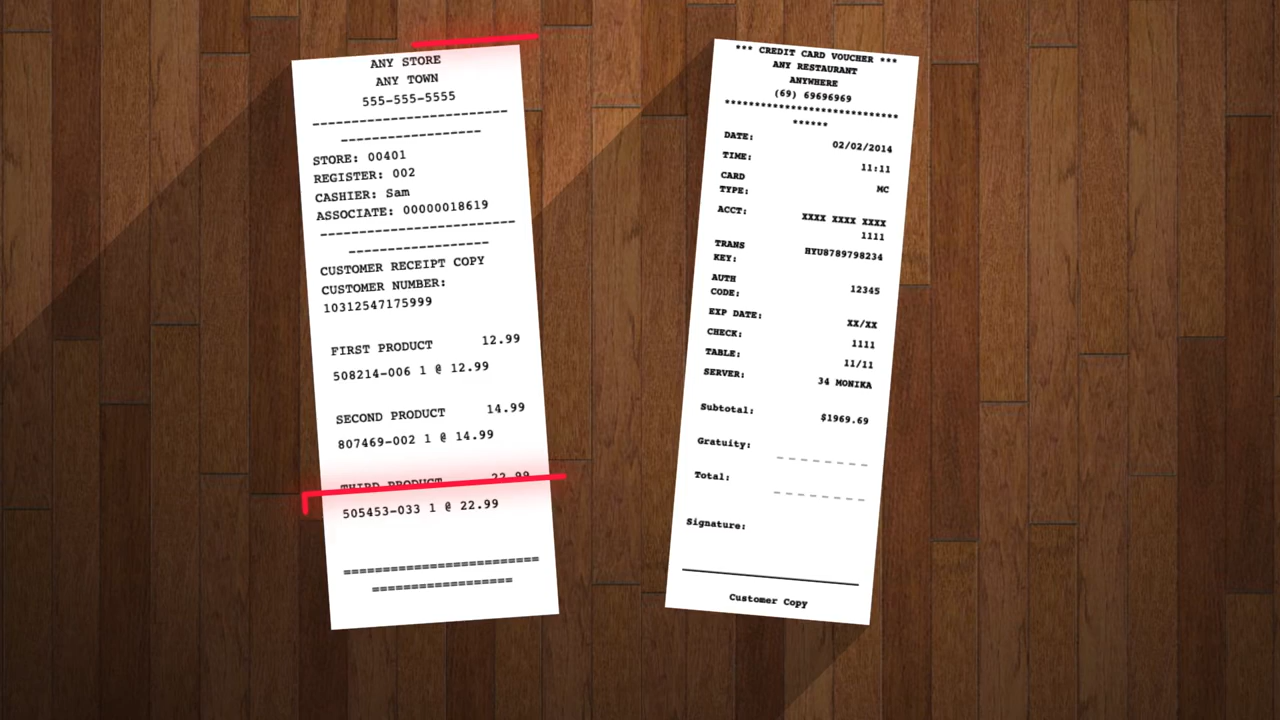 ANY STORE
ANY TOWN
555-555-5555
-------------------------
------------------
STORE: 00401
REGISTER: 002
CASHIER: Sam
ASSOCIATE: 00000018619
-------------------------
------------------
CUSTOMER RECEIPT COPY
CUSTOMER NUMBER:
10312547175999
FIRST PRODUCT 12.99
508214-006 1 @ 12.99
SECOND PRODUCT 14.99
807469-002 1 @ 14.99
THIRD PRODUCT 22.99
505453-033 1 @ 22.99
=========================
==================
*** CREDIT CARD VOUCHER ***
ANY RESTAURANT
ANYWHERE
(69) 69696969
*****************************
******
DATE: 02/02/2014
TIME: 11:11
CARD
TYPE: MC
ACCT: XXXX XXXX XXXX
1111
TRANS
KEY: HYU8789798234
AUTH
CODE: 12345
EXP DATE: XX/XX
CHECK: 1111
TABLE: 11/11
SERVER: 34 MONIKA
Subtotal: $1969.69
Gratuity: _ _ _ _ _ _ _ _
Total: _ _ _ _ _ _ _ _
Signature:
Customer Copy